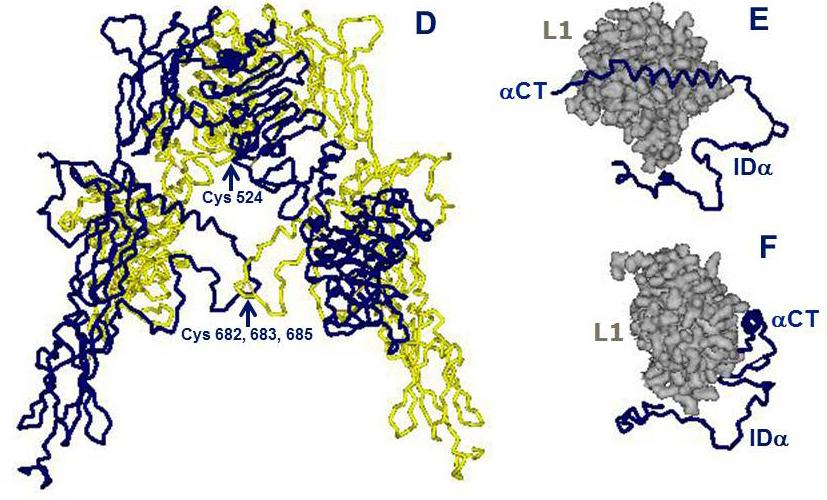 D
Cys 524
Cys 682, 683, 685
E
L1
αCT
IDα
F
αCT
L1
IDα